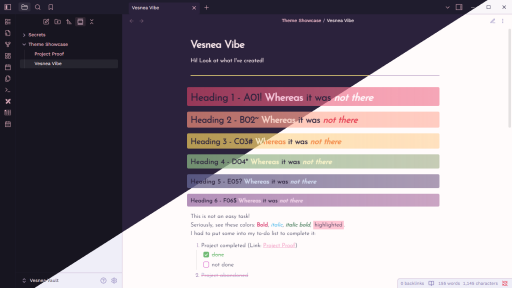 Vesnea Vibe
Secrets
Theme Showcase
Project Proof
Vesnea Vibe
Theme Showcase / Vesnea Vibe
Vesnea Vibe
Hi! Look at what I've created!
Heading 1 - A01! Whereas it was not there
Heading 2 - B02~ Whereas it was not there
Heading 3 - C03# Whereas it was not there
Heading 4 - D04^ Whereas it was not there
Heading 5 - E05? Whereas it was not there
Heading 6 - F06$ Whereas it was not there
This is not an easy task!
Seriously, see these colors: Bold, italic, italic bold, highlighted.
I had to put some into my to-do list to complete it.
1. Project completed (Link: Project Proof)
done
not done
2. Project abandoned
Vesnea Vault
0 backlinks
159 words